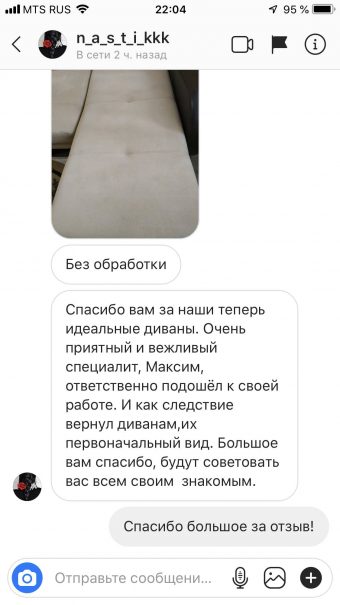 MTS RUS 22:04 95 %
n_a_s_t_i_kkk
В сети 2 ч. назад
Без обработки
Спасибо вам за наши теперь
идеальные диваны. Очень
приятный и вежливый
специалит, Максим,
ответственно подошёл к своей
работе. И как следствие
вернул диванам,их
первоначальный вид. Большое
вам спасибо, будут советовать
вас всем своим знакомым.
Спасибо большое за отзыв!
Отправьте сообщени...